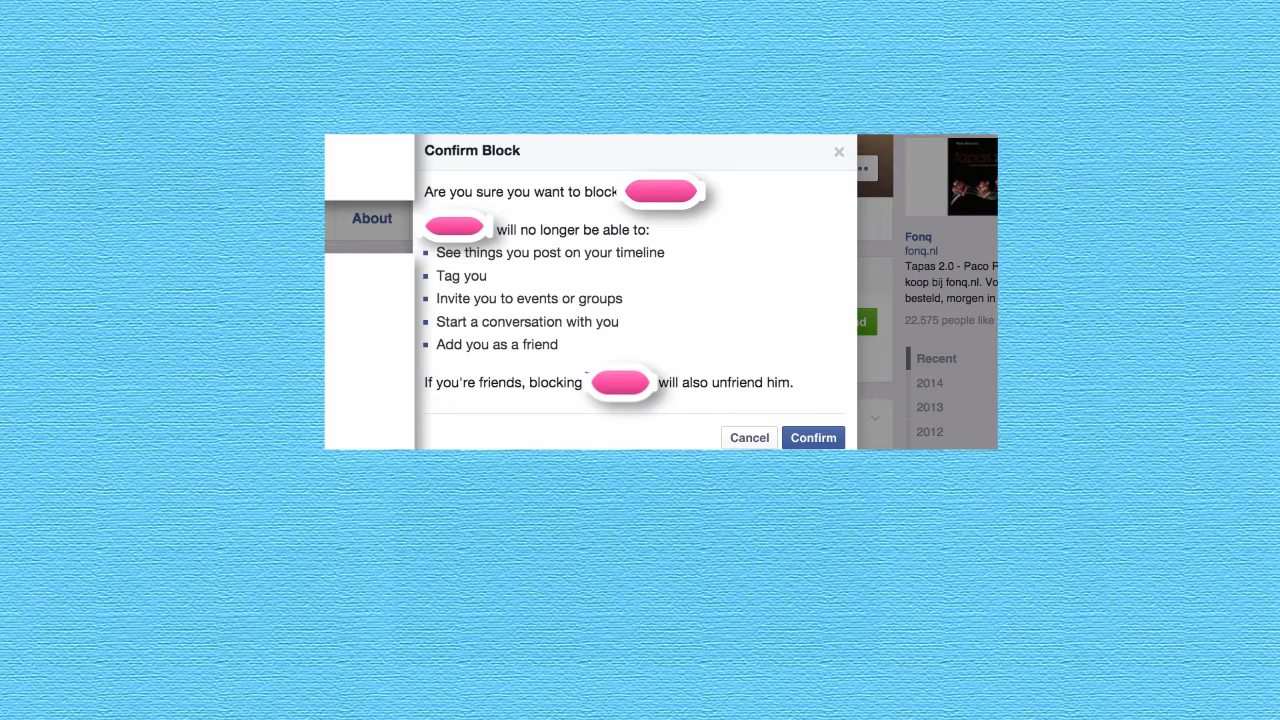 Confirm Block
Are you sure you want to block
will no longer be able to:
See things you post on your timeline
Tag you
Invite you to events or groups
Start a conversation with you
Add you as a friend
If you're friends, blocking will also unfriend him.
Cancel Confirm
About
tapas
Fonq
fonq.nl
Tapas 2.0 - Paco R
koop bij fonq.nl. Vo
besteld, morgen in
22,575 people like
Recent
2014
2013
2012